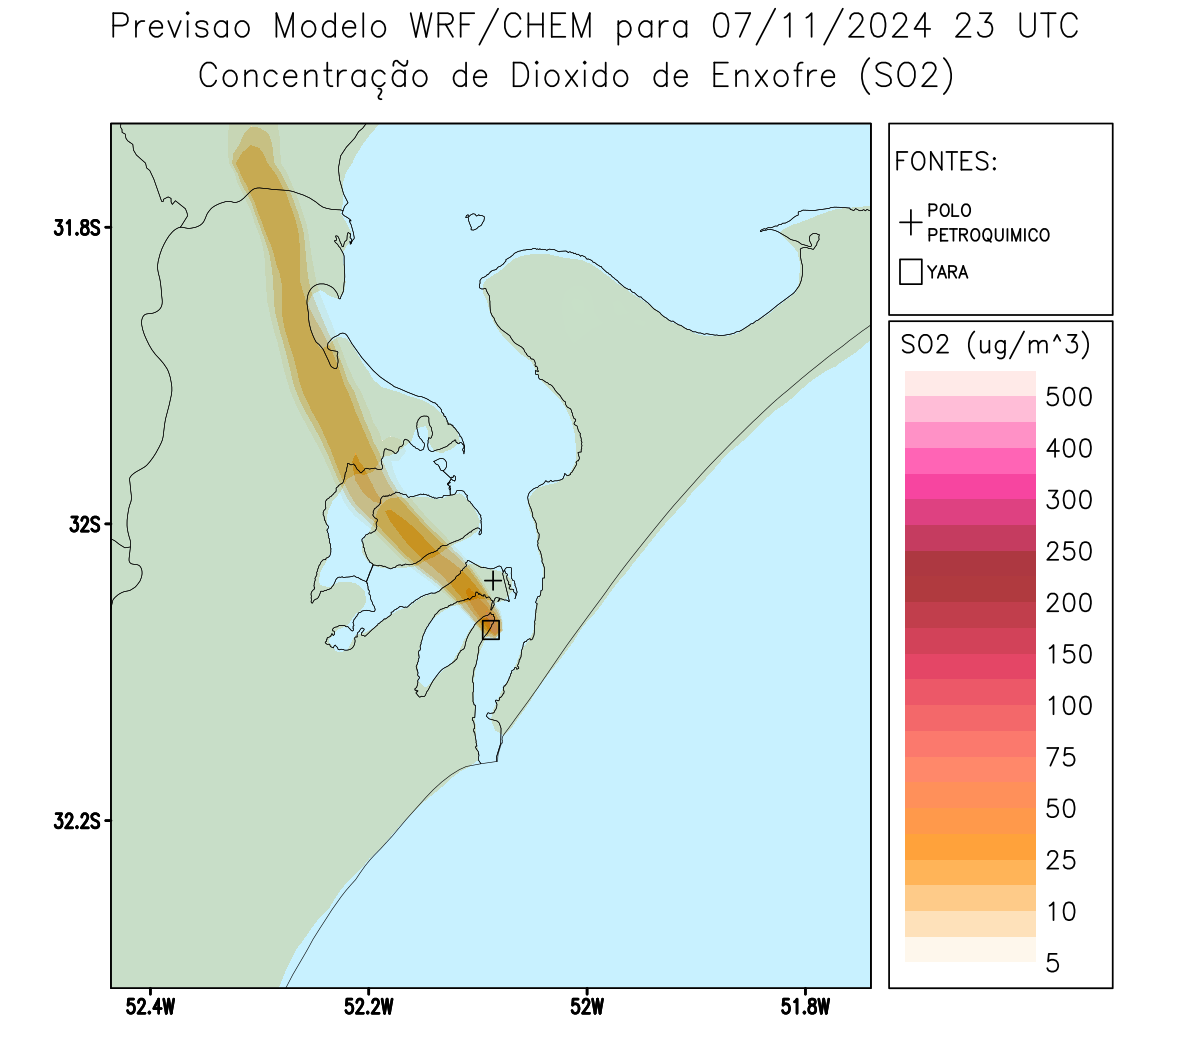 Previsao Modelo WRF/CHEM para 07/11/2024 23 UTC
Concentração de Dioxido de Enxofre (SO2)
FONTES:
POLO
PETROQUIMICO
YARA
SO2 (ug/m^3)
500
400
300
250
200
150
100
75
50
25
10
5
31.8S
32S
32.2S
52.4W
52.2W
52W
51.8W